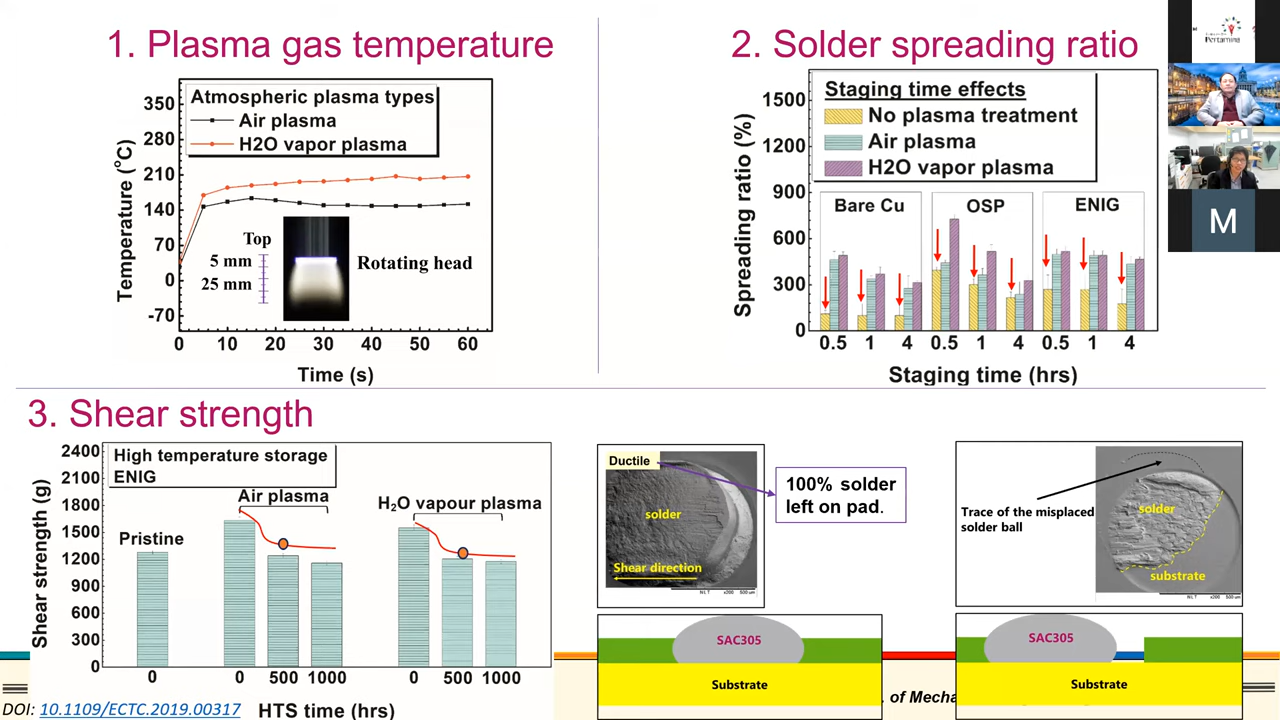 1. Plasma gas temperature
350
280
210
140
70
0
-70
Temperature (°C)
Atmospheric plasma types
Air plasma
H2O vapor plasma
Top
5 mm
25 mm
Rotating head
0 10 20 30 40 50 60
Time (s)
2. Solder spreading ratio
1500
1200
900
600
300
0
Spreading ratio (%)
Staging time effects
No plasma treatment
Air plasma
H2O vapor plasma
Bare Cu OSP ENIG
0.5 1 4 0.5 1 4 0.5 1 4
Staging time (hrs)
Pertamina
M
3. Shear strength
2400
2100
1800
1500
1200
900
600
300
0
Shear strength (g)
High temperature storage
ENIG
Air plasma
H₂O vapour plasma
Pristine
0 0 500 1000 0 500 1000
HTS time (hrs)
DOI: 10.1109/ECTC.2019.00317
Ductile
solder
Shear direction
x200 500 um
100% solder
left on pad.
Trace of the misplaced
solder ball
solder
substrate
x200 500 um
SAC305
Substrate
SAC305
Substrate
. of Mecha